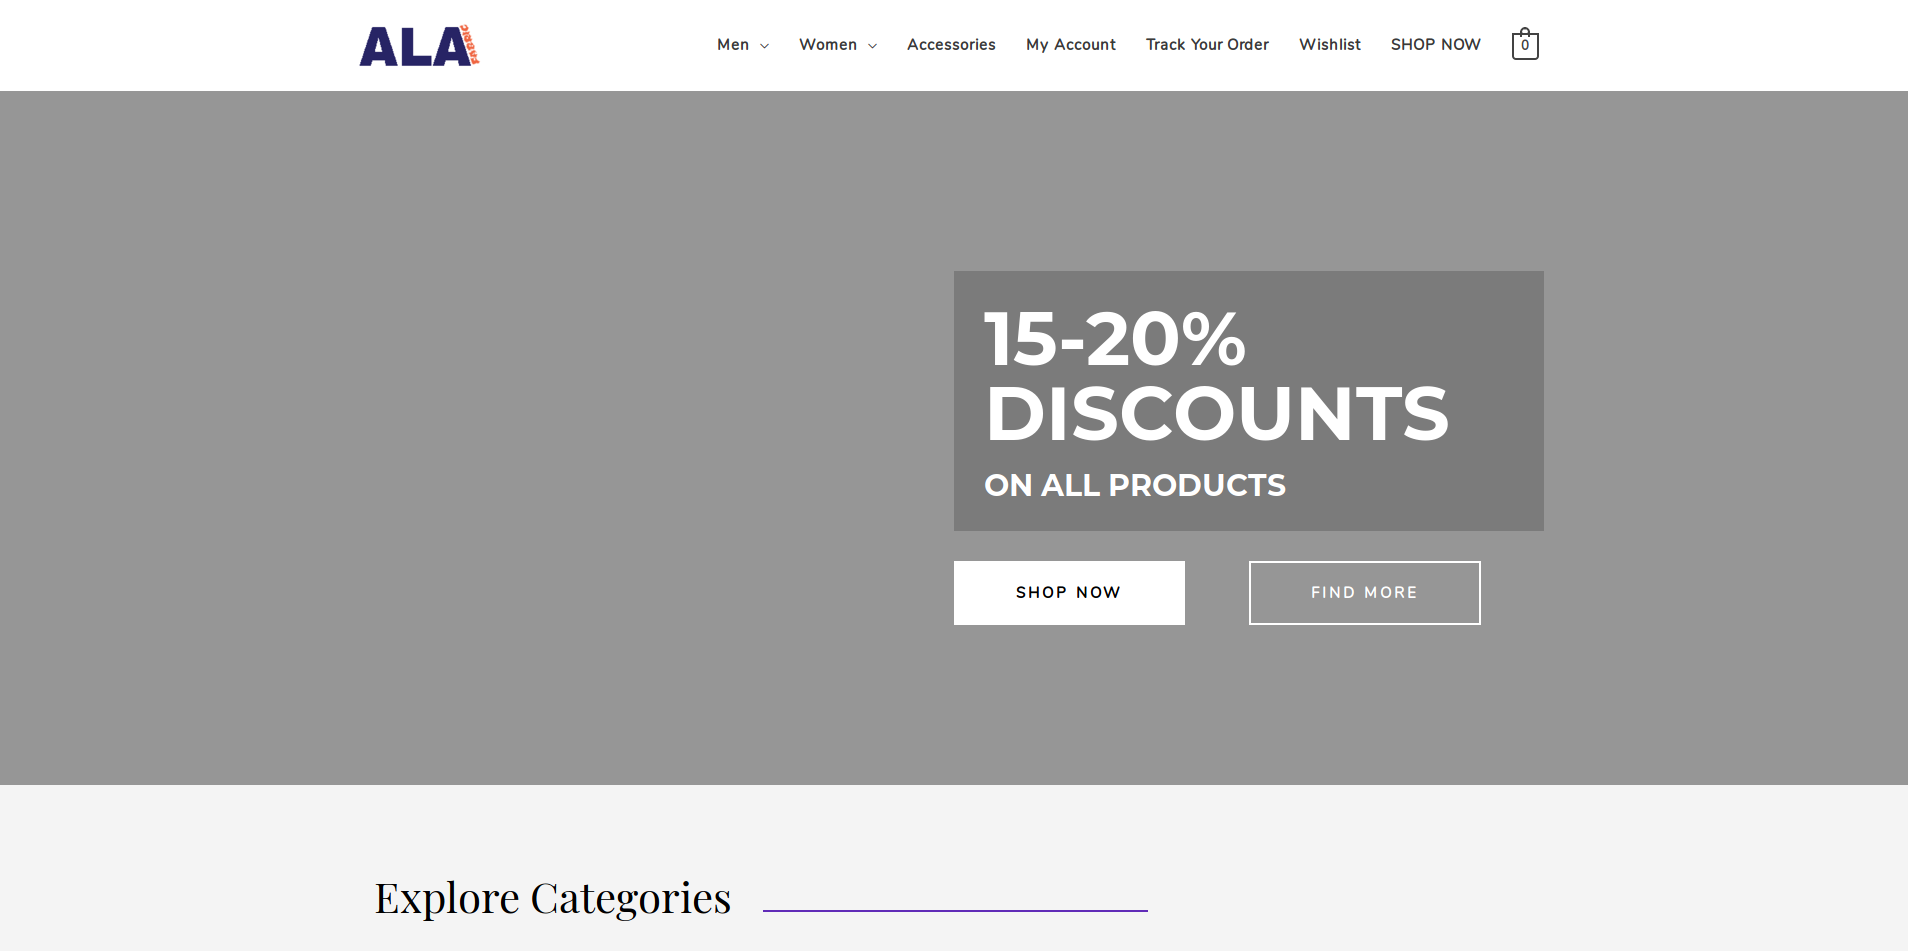 ALA FABRIC
Men
Women
Accessories
My Account
Track Your Order
Wishlist
SHOP NOW
0
15-20%
DISCOUNTS
ON ALL PRODUCTS
SHOP NOW
FIND MORE
Explore Categories